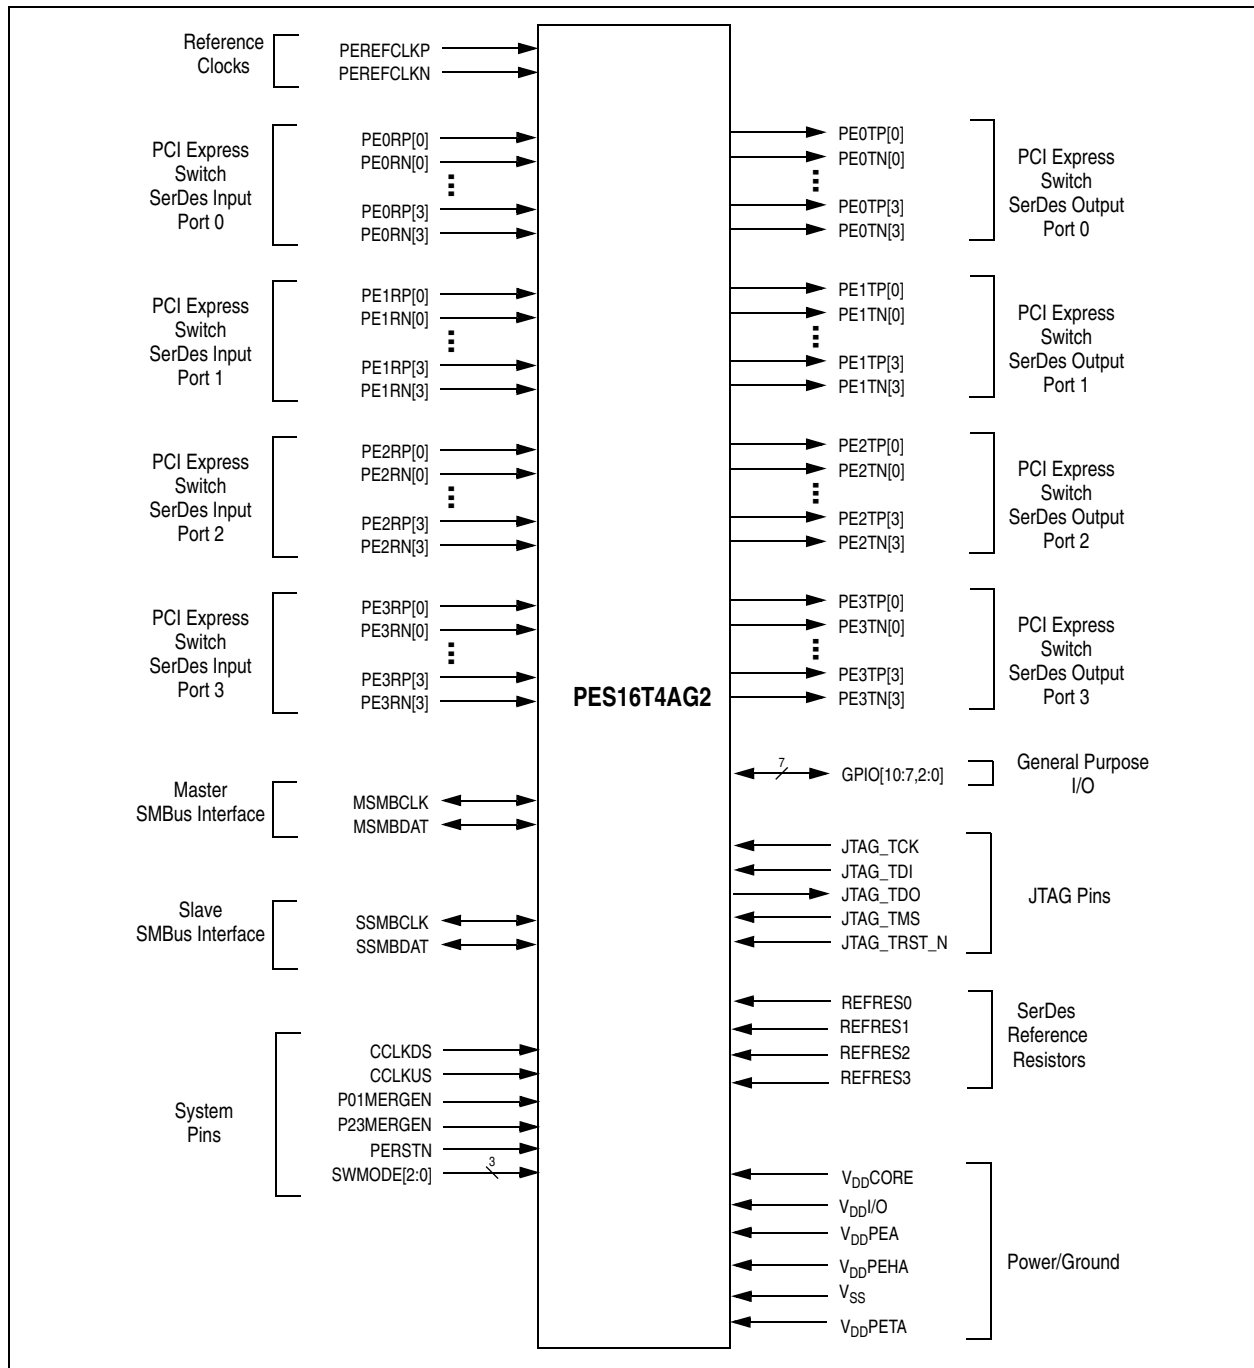 Reference
Clocks
PEREFCLKP
PEREFCLKN
PCI Express
Switch
SerDes Input
Port 0
PE0RP[0]
PE0RN[0]
PE0RP[3]
PE0RN[3]
PCI Express
Switch
SerDes Input
Port 1
PE1RP[0]
PE1RN[0]
PE1RP[3]
PE1RN[3]
PCI Express
Switch
SerDes Input
Port 2
PE2RP[0]
PE2RN[0]
PE2RP[3]
PE2RN[3]
PCI Express
Switch
SerDes Input
Port 3
PE3RP[0]
PE3RN[0]
PE3RP[3]
PE3RN[3]
Master
SMBus Interface
MSMBCLK
MSMBDAT
Slave
SMBus Interface
SSMBCLK
SSMBDAT
System
Pins
CCLKDS
CCLKUS
P01MERGEN
P23MERGEN
PERSTN
SWMODE[2:0]
3
PES16T4AG2
PE0TP[0]
PE0TN[0]
PE0TP[3]
PE0TN[3]
PCI Express
Switch
SerDes Output
Port 0
PE1TP[0]
PE1TN[0]
PE1TP[3]
PE1TN[3]
PCI Express
Switch
SerDes Output
Port 1
PE2TP[0]
PE2TN[0]
PE2TP[3]
PE2TN[3]
PCI Express
Switch
SerDes Output
Port 2
PE3TP[0]
PE3TN[0]
PE3TP[3]
PE3TN[3]
PCI Express
Switch
SerDes Output
Port 3
7
GPIO[10:7,2:0]
General Purpose
I/O
JTAG_TCK
JTAG_TDI
JTAG_TDO
JTAG_TMS
JTAG_TRST_N
JTAG Pins
REFRES0
REFRES1
REFRES2
REFRES3
SerDes
Reference
Resistors
VDDCORE
VDDI/O
VDDPEA
VDDPEHA
VSS
VDDPETA
Power/Ground